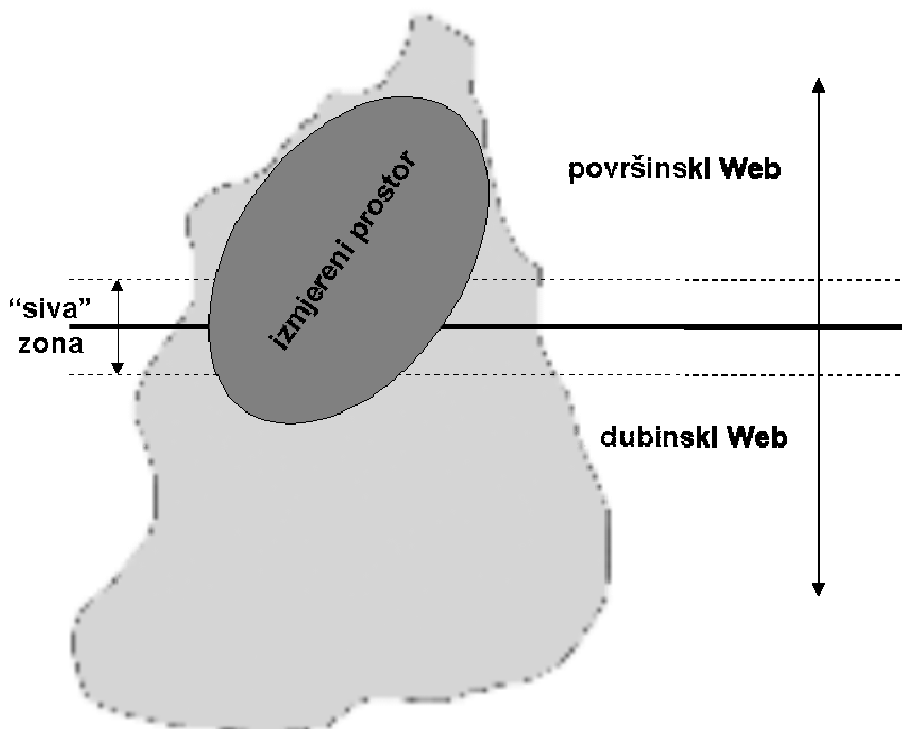 površinski Web
izmjereni prostor
“siva”
zona
dubinski Web